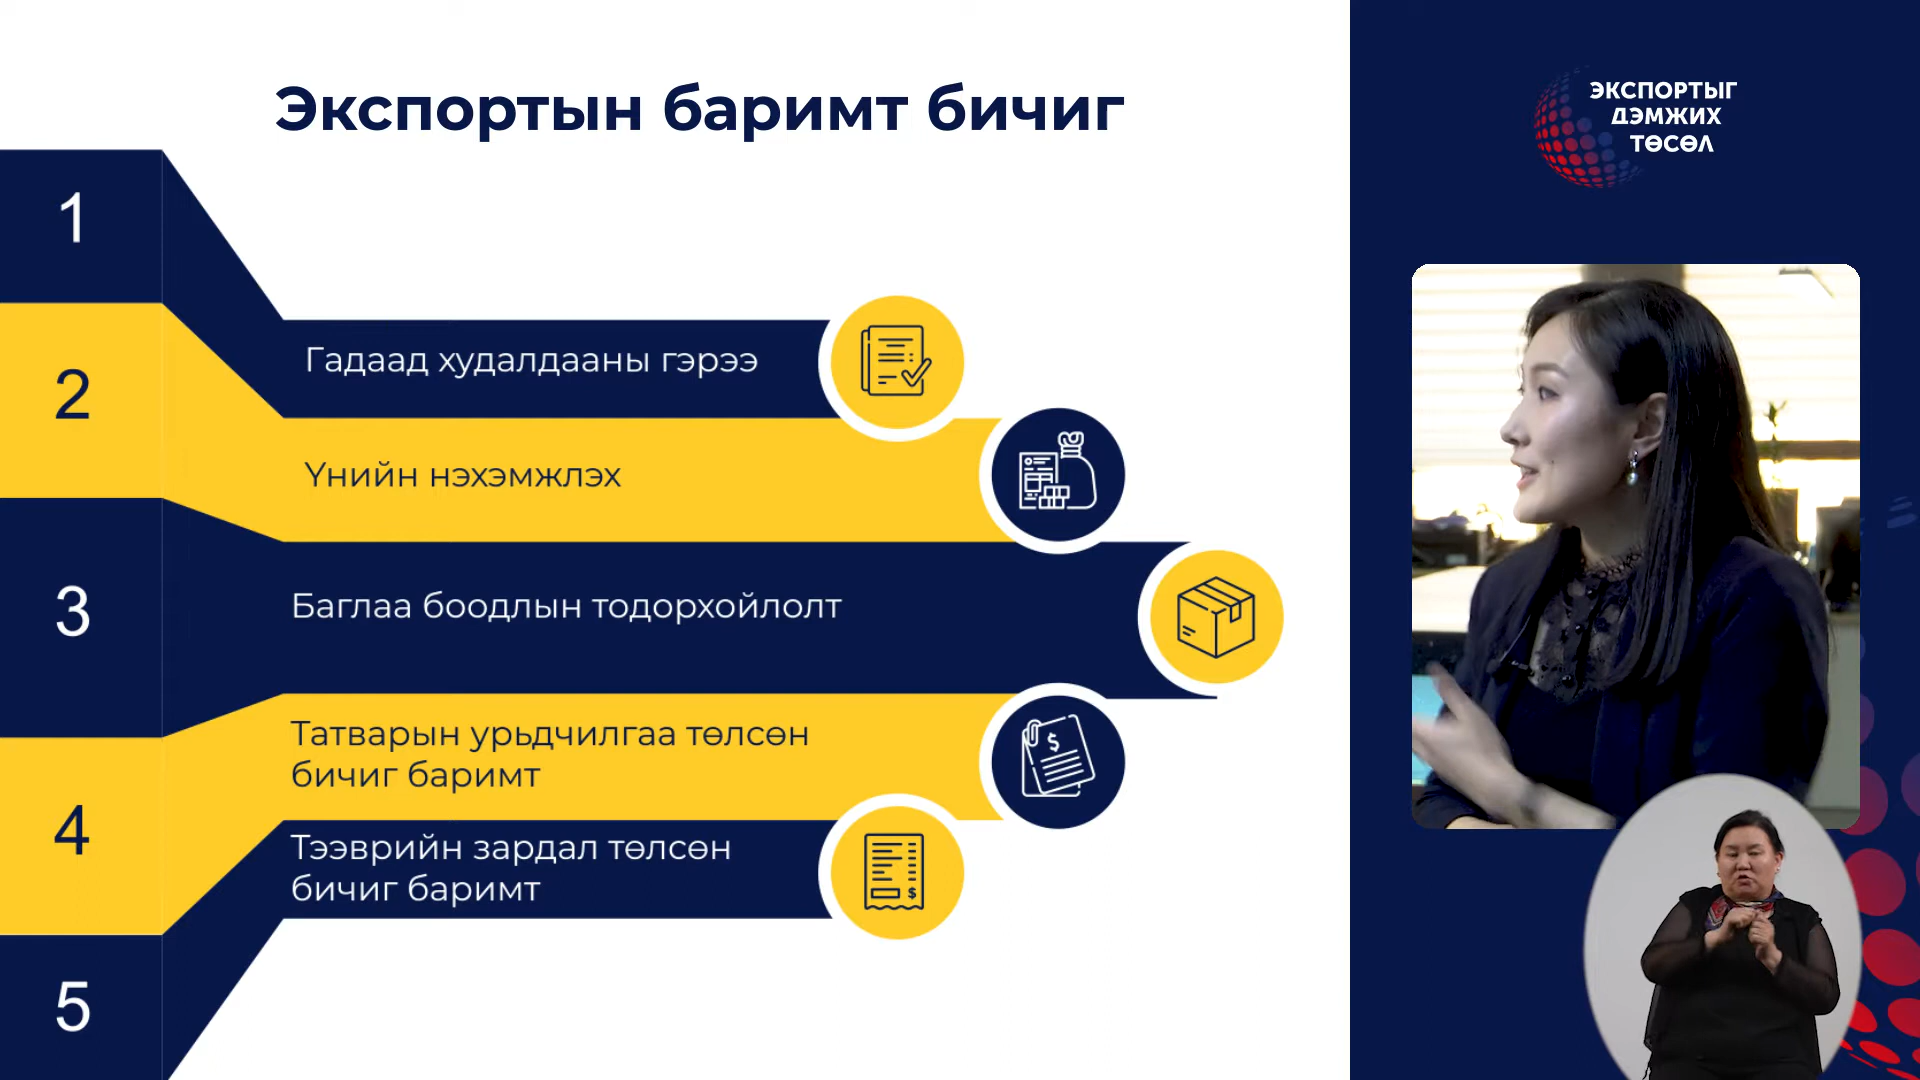 Экспортын баримт бичиг
ЭКСПОРТЫГ
ДЭМЖИХ
ТӨСӨЛ
1
Гадаад худалдааны гэрээ
2
Үнийн нэхэмжлэх
3
Баглаа боодлын тодорхойлолт
4
Татварын урьдчилгаа төлсөн
бичиг баримт
5
Тээврийн зардал төлсөн
бичиг баримт